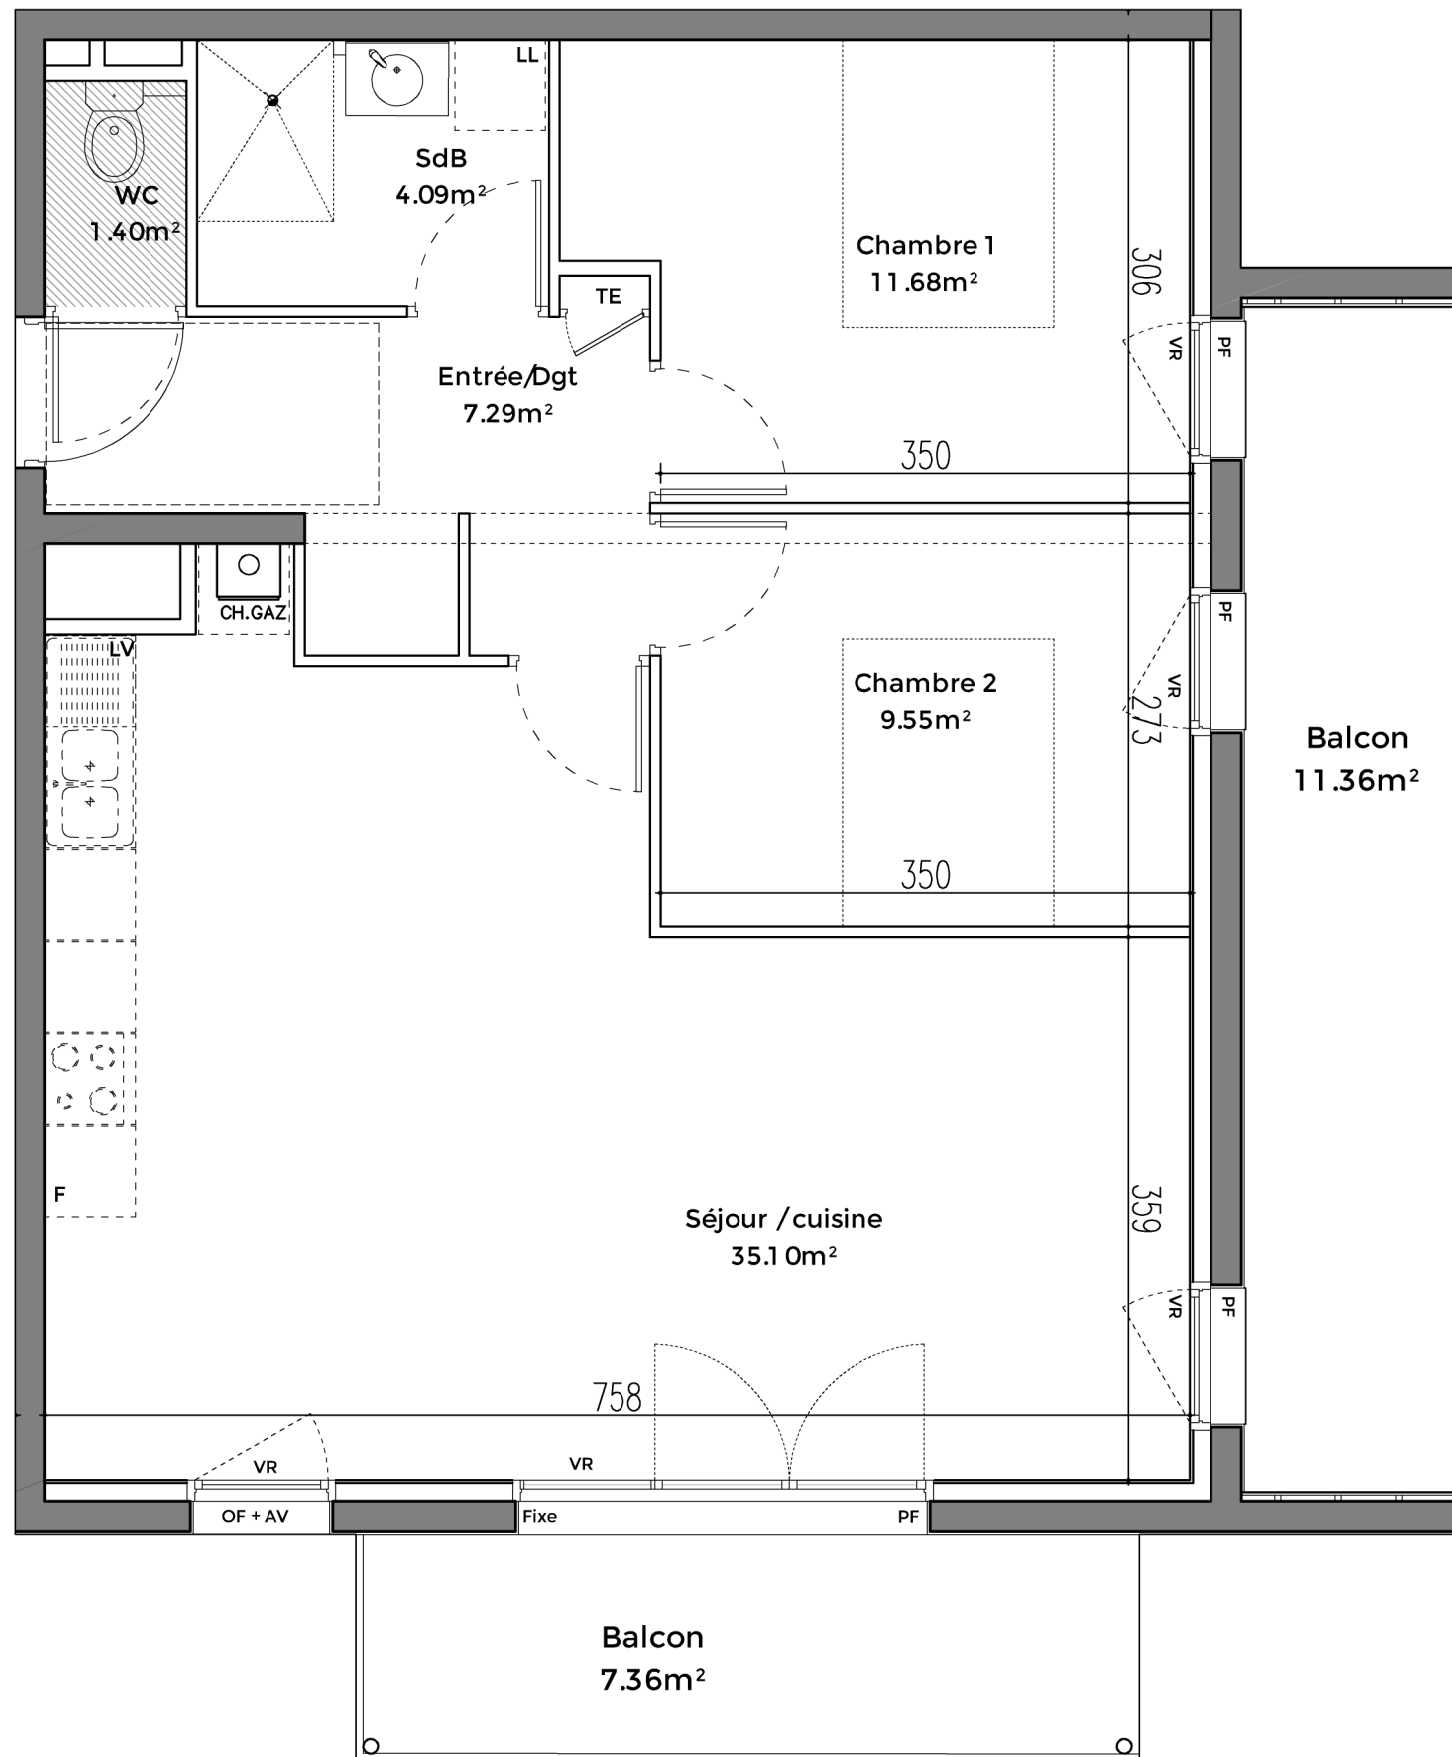 LL
SdB
4.09m²
WC
1.40m²
Chambre 1
11.68m²
306
TE
VR
PF
Entrée/Dgt
7.29m²
350
CH.GAZ
PF
LV
Chambre 2
9.55m²
VR
273
Balcon
11.36m²
350
F
Séjour / cuisine
35.10m²
359
VR
PF
758
VR
VR
OF + AV
Fixe
PF
Balcon
7.36m²